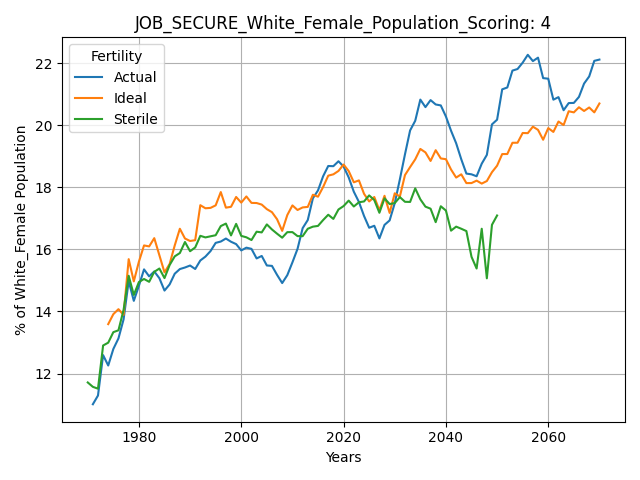 JOB_SECURE_White_Female_Population_Scoring: 4
Fertility
Actual
Ideal
Sterile
% of White_Female Population
22
20
18
16
14
12
1980
2000
2020
2040
2060
Years